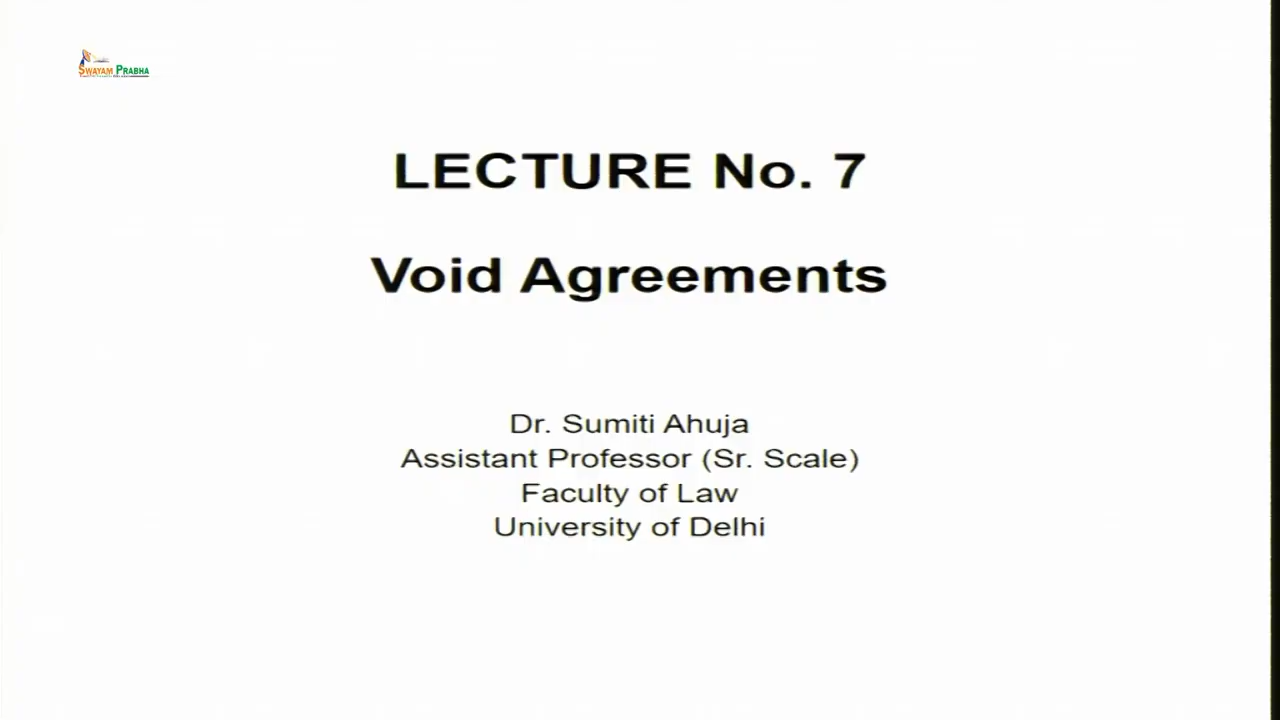 SWAYAM PRABHA
LECTURE No. 7
Void Agreements
Dr. Sumiti Ahuja
Assistant Professor (Sr. Scale)
Faculty of Law
University of Delhi